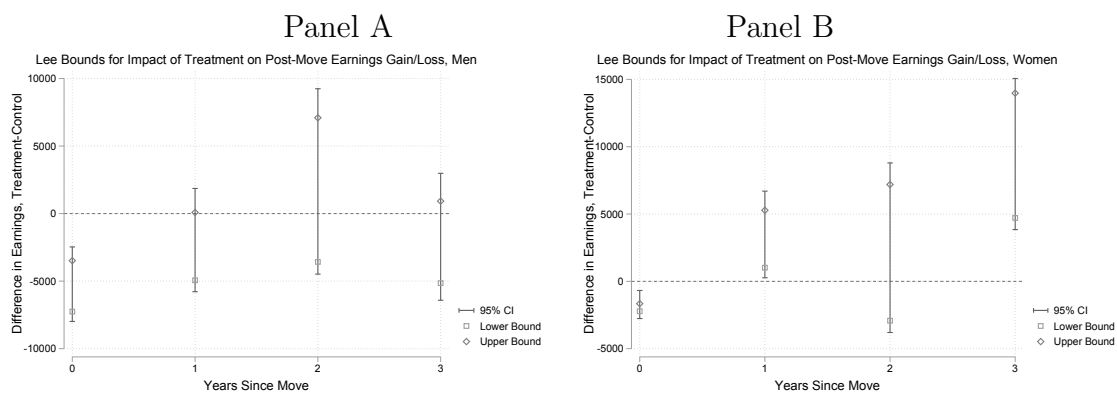 Panel A
Lee Bounds for Impact of Treatment on Post-Move Earnings Gain/Loss, Men
Difference in Earnings, Treatment-Control
10000
5000
0
-5000
-10000
0 1 2 3
Years Since Move
95% CI
Lower Bound
Upper Bound
Panel B
Lee Bounds for Impact of Treatment on Post-Move Earnings Gain/Loss, Women
Difference in Earnings, Treatment-Control
15000
10000
5000
0
-5000
0 1 2 3
Years Since Move
95% CI
Lower Bound
Upper Bound